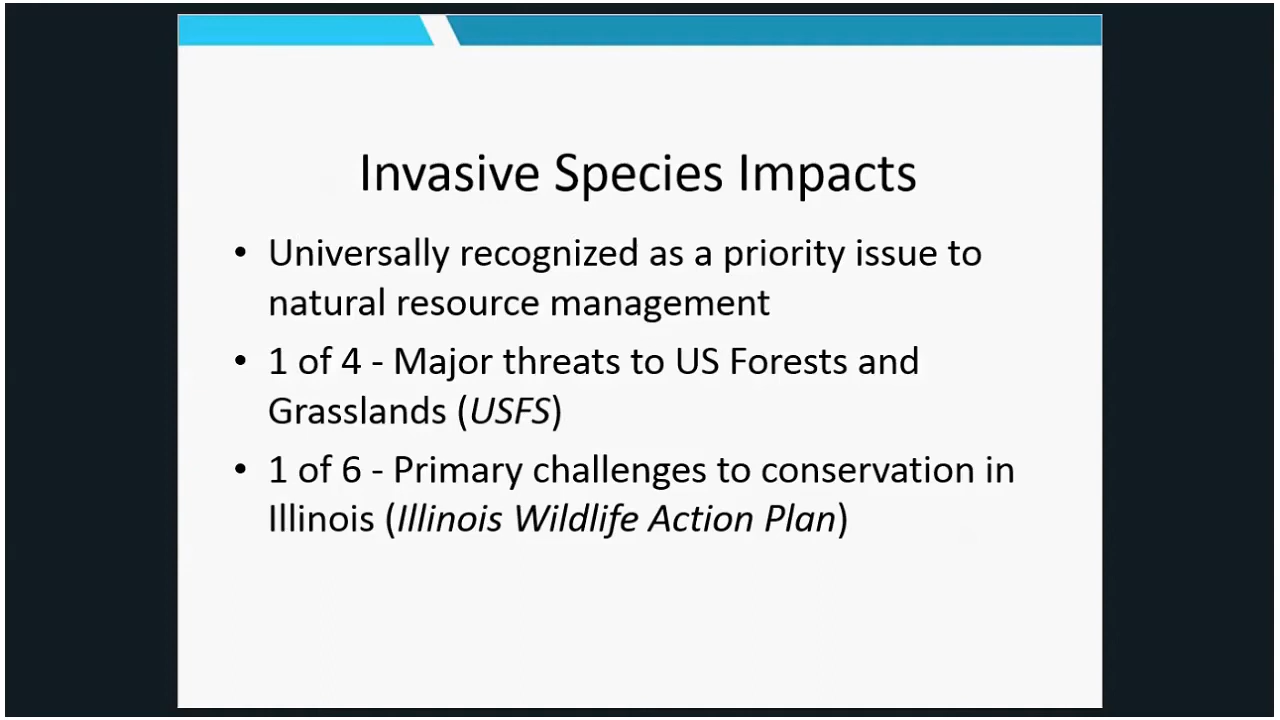 Invasive Species Impacts
• Universally recognized as a priority issue to
natural resource management
• 1 of 4 - Major threats to US Forests and
Grasslands (USFS)
• 1 of 6 - Primary challenges to conservation in
Illinois (Illinois Wildlife Action Plan)